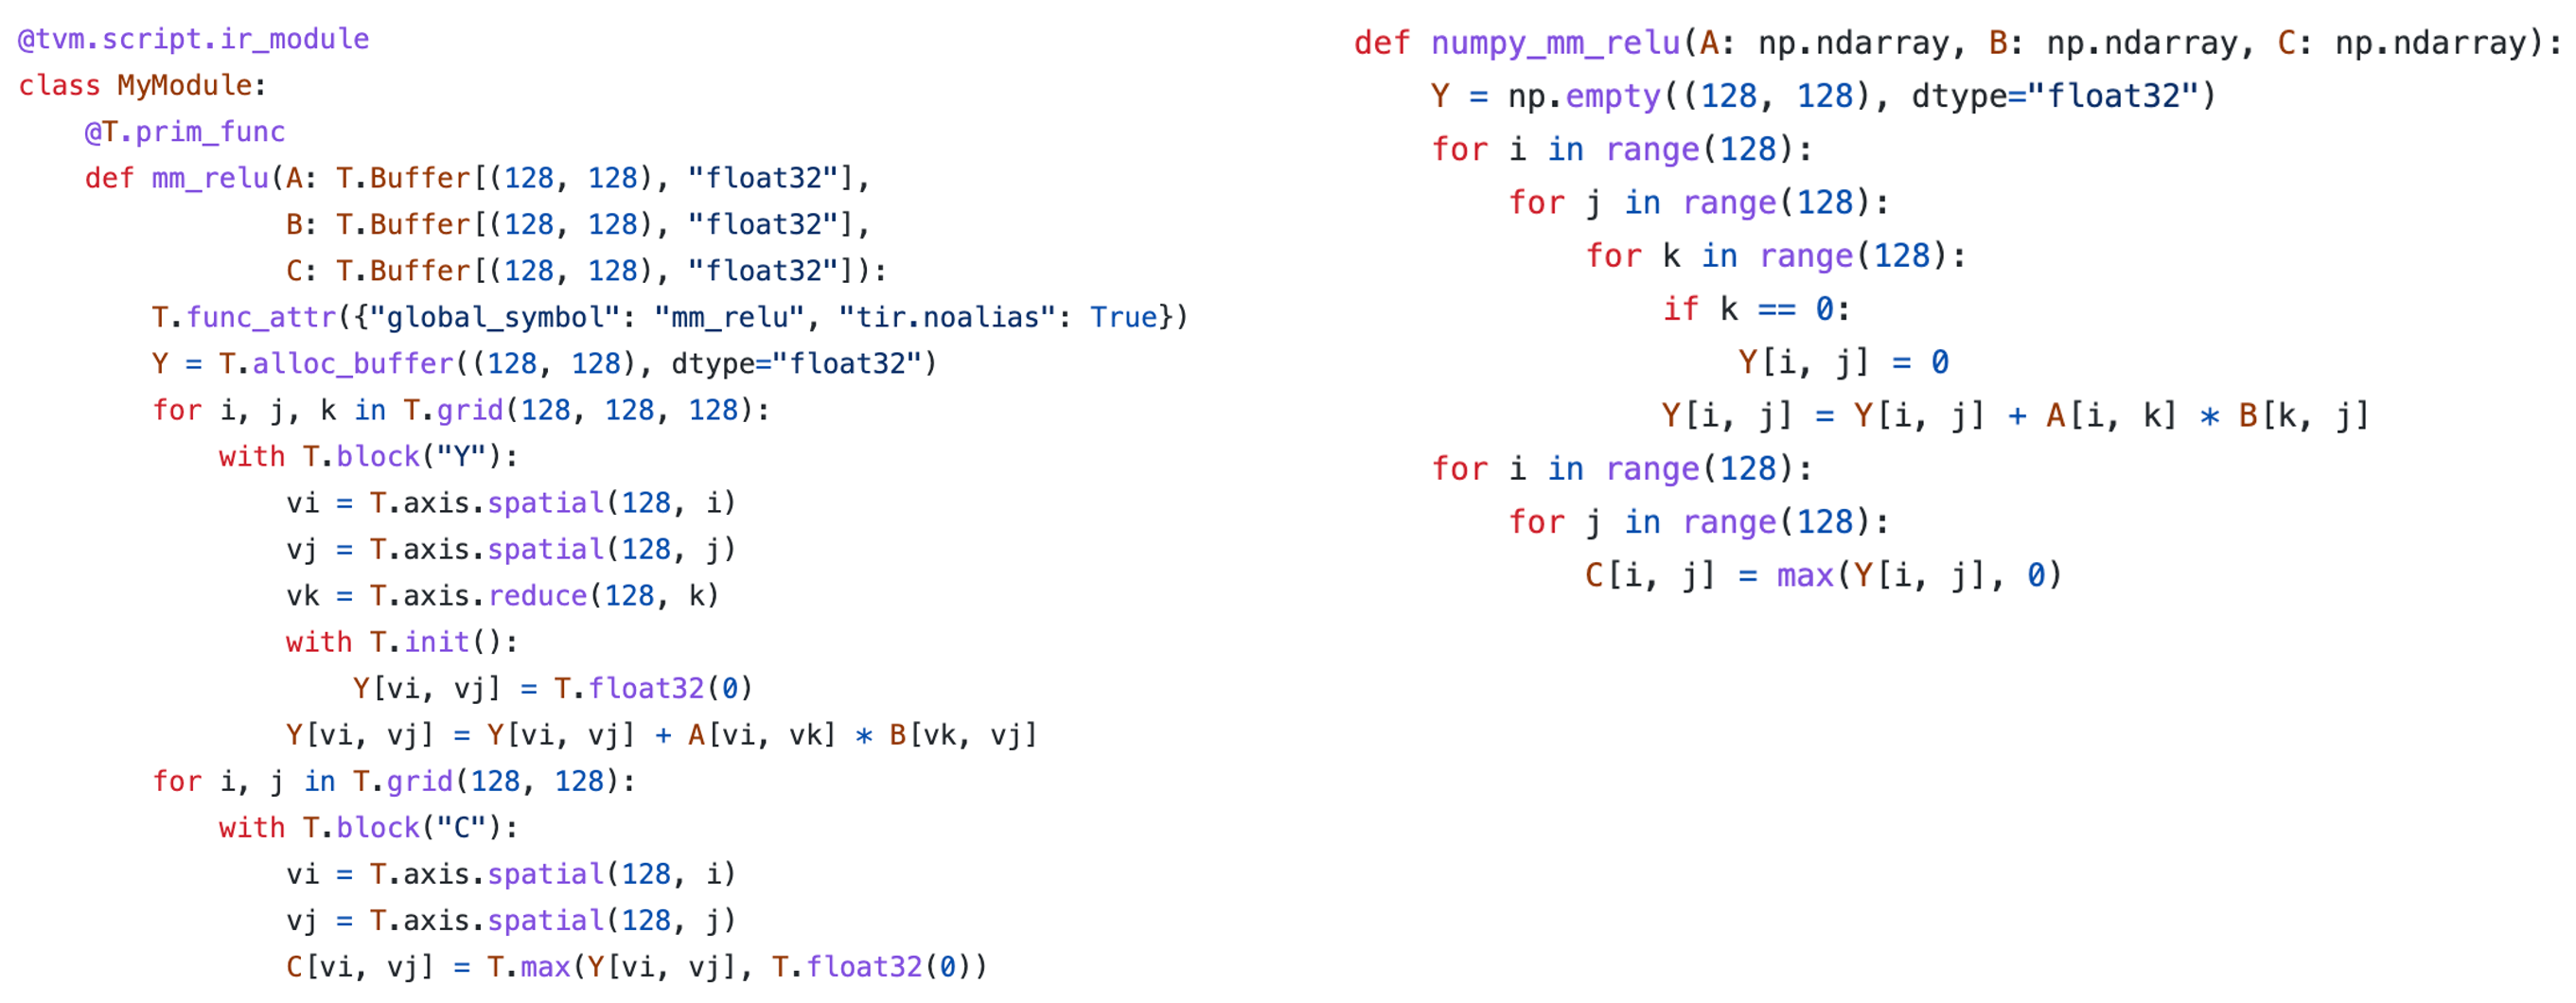 @tvm.script.ir_module
class MyModule:
    @T.prim_func
    def mm_relu(A: T.Buffer[(128, 128), "float32"],
                B: T.Buffer[(128, 128), "float32"],
                C: T.Buffer[(128, 128), "float32"]):
        T.func_attr({"global_symbol": "mm_relu", "tir.noalias": True})
        Y = T.alloc_buffer((128, 128), dtype="float32")
        for i, j, k in T.grid(128, 128, 128):
            with T.block("Y"):
                vi = T.axis.spatial(128, i)
                vj = T.axis.spatial(128, j)
                vk = T.axis.reduce(128, k)
                with T.init():
                    Y[vi, vj] = T.float32(0)
                Y[vi, vj] = Y[vi, vj] + A[vi, vk] * B[vk, vj]
        for i, j in T.grid(128, 128):
            with T.block("C"):
                vi = T.axis.spatial(128, i)
                vj = T.axis.spatial(128, j)
                C[vi, vj] = T.max(Y[vi, vj], T.float32(0))
def numpy_mm_relu(A: np.ndarray, B: np.ndarray, C: np.ndarray):
    Y = np.empty((128, 128), dtype="float32")
    for i in range(128):
        for j in range(128):
            for k in range(128):
                if k == 0:
                    Y[i, j] = 0
                Y[i, j] = Y[i, j] + A[i, k] * B[k, j]
    for i in range(128):
        for j in range(128):
            C[i, j] = max(Y[i, j], 0)